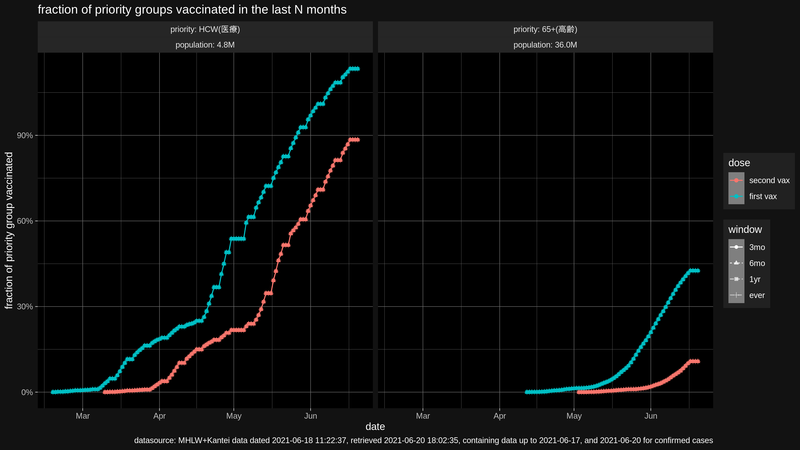 fraction of priority groups vaccinated in the last N months
priority: HCW(医療)
population: 4.8M
priority: 65+(高齢)
population: 36.0M
fraction of priority group vaccinated
90%
60%
30%
0%
Mar
Apr
May
Jun
Mar
Apr
May
Jun
date
dose
second vax
first vax
window
3mo
6mo
1yr
ever
datasource: MHLW+Kantei data dated 2021-06-18 11:22:37, retrieved 2021-06-20 18:02:35, containing data up to 2021-06-17, and 2021-06-20 for confirmed cases